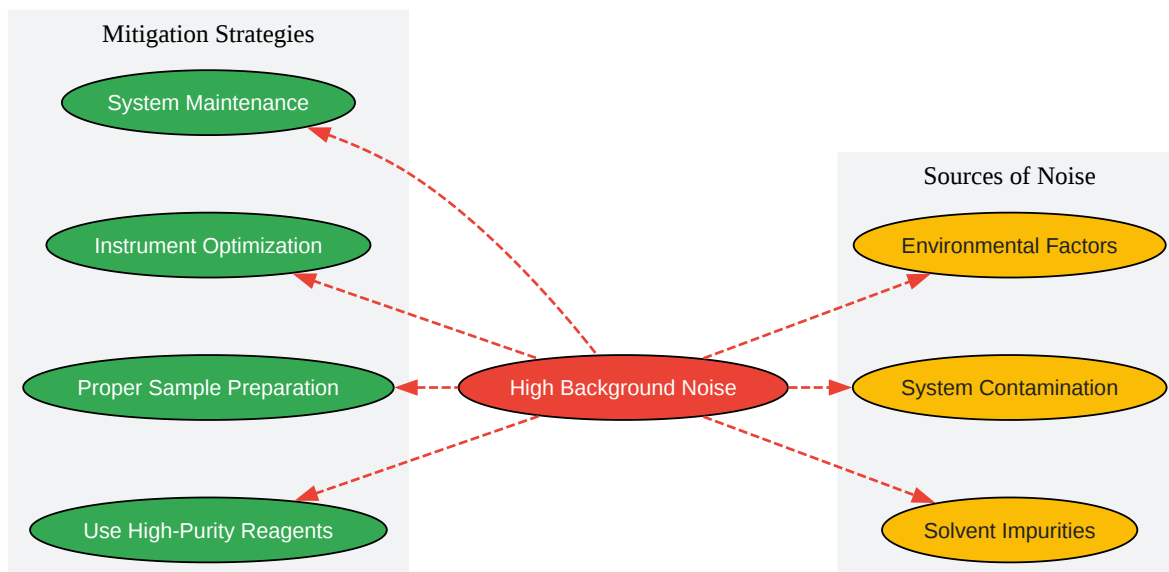 Mitigation Strategies
System Maintenance
Instrument Optimization
Proper Sample Preparation
Use High-Purity Reagents
High Background Noise
Sources of Noise
Environmental Factors
System Contamination
Solvent Impurities